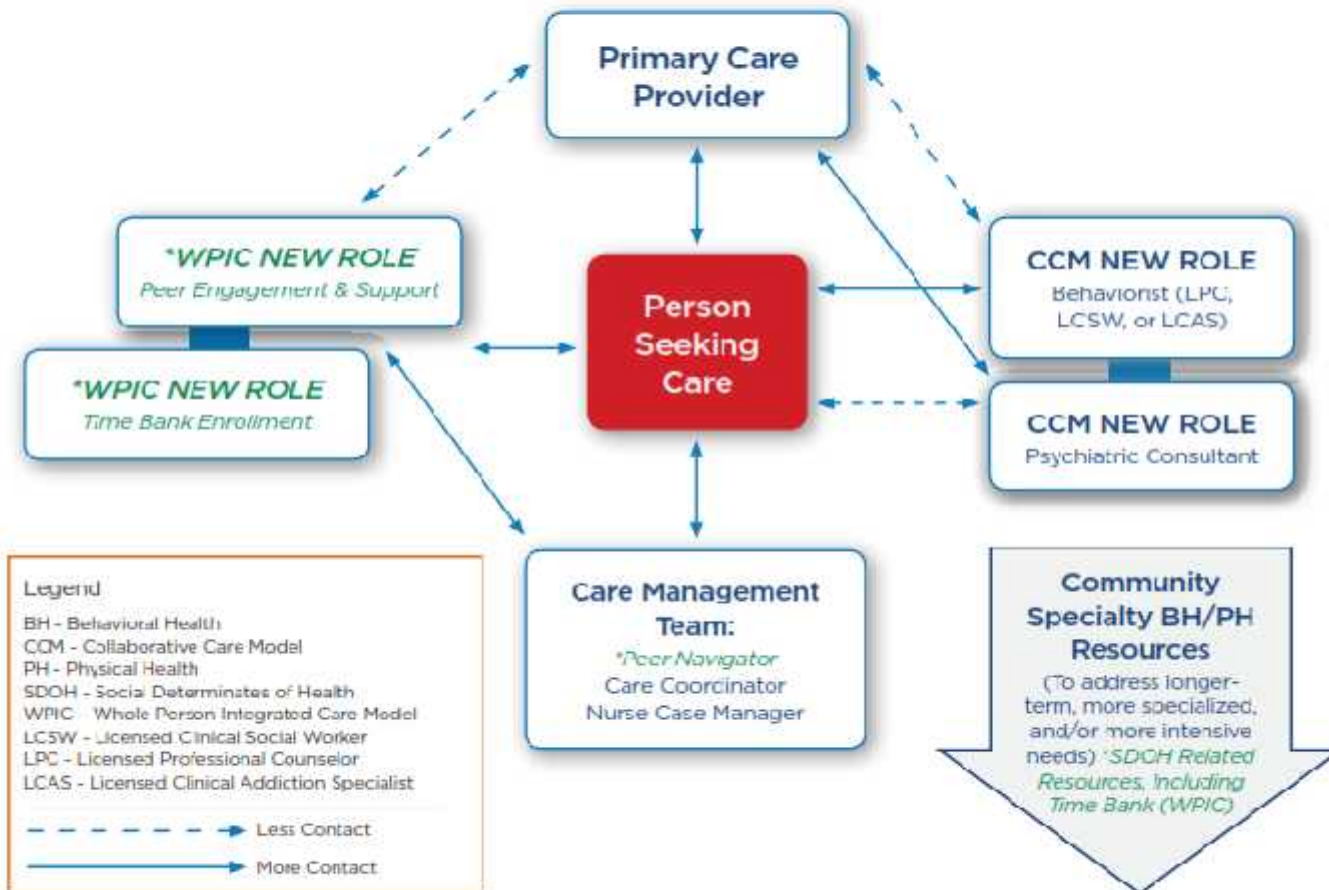 Primary Care
Provider
*WPIC NEW ROLE
Peer Engagement & Support
*WPIC NEW ROLE
Time Bank Enrollment
Person
Seeking
Care
CCM NEW ROLE
Behaviorist (LPC,
LCSW, or LCAS)
CCM NEW ROLE
Psychiatric Consultant
Care Management
Team:
*Peer Navigator
Care Coordinator
Nurse Case Manager
Community
Specialty BH/PH
Resources
(To address longer-
term, more specialized,
and/or more intensive
needs) *SDOH Related
Resources, Including
Time Bank (WPIC)
Legend
BH - Behavioral Health
CCM - Collaborative Care Model
PH - Physical Health
SDOH - Social Determinates of Health
WPIC - Whole Person Integrated Care Model
LCSW - Licensed Clinical Social Worker
LPC - Licensed Professional Counselor
LCAS - Licensed Clinical Addiction Specialist
Less Contact
More Contact